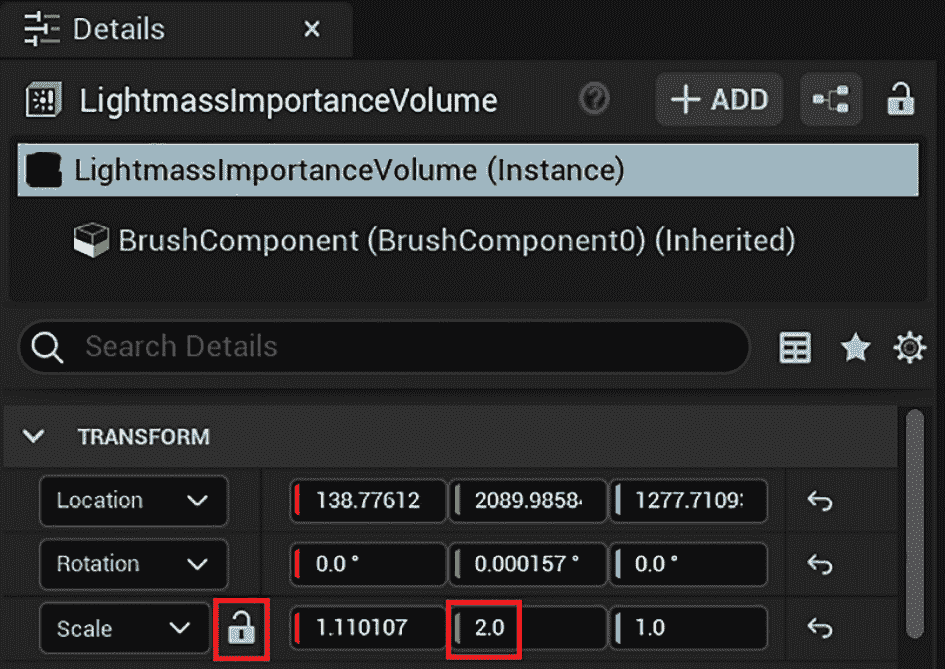 Details
LightmassImportanceVolume ADD
LightmassImportanceVolume (Instance)
BrushComponent (BrushComponent0) (Inherited)
Search Details
TRANSFORM
Location 138.77612 2089.9858 1277.7109
Rotation 0.0 ° 0.000157 ° 0.0 °
Scale 1.110107 2.0 1.0